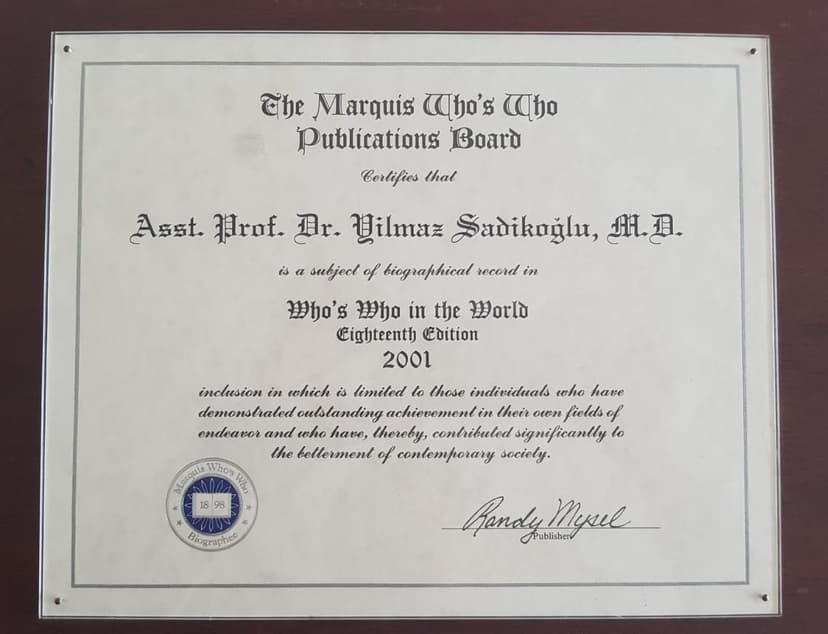 The Marquis Who's Who
Publications Board
Certifies that
Asst. Prof. Dr. Yilmaz Sadikoğlu, M.D.
is a subject of biographical record in
Who's Who in the World
Eighteenth Edition
2001
inclusion in which is limited to those individuals who have
demonstrated outstanding achievement in their own fields of
endeavor and who have, thereby, contributed significantly to
the betterment of contemporary society.
Marquis Who's Who
18 98
Biographee
Randy Mysel
Publisher